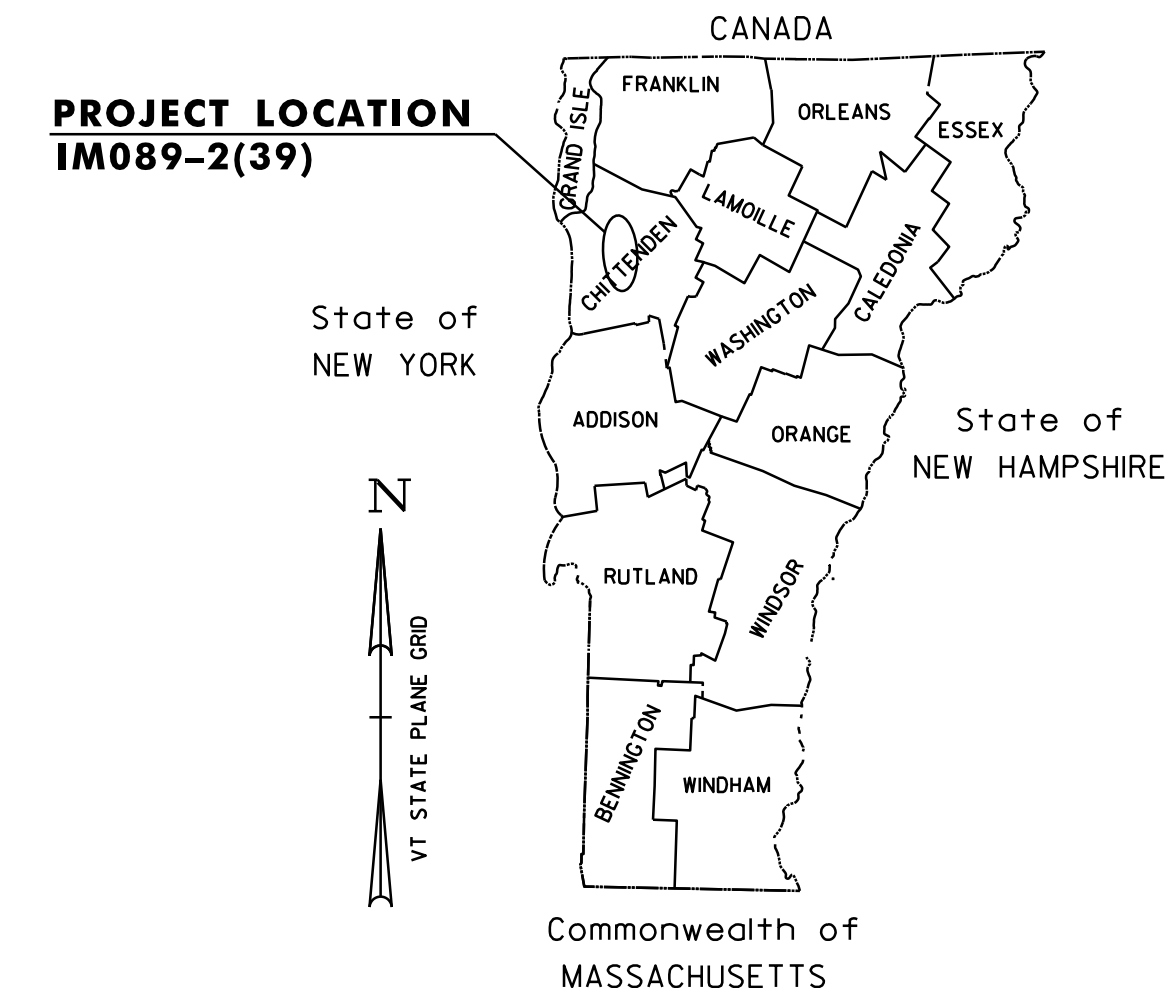 CANADA
PROJECT LOCATION
IM089-2(39)
GRAND ISLE
FRANKLIN
ORLEANS
ESSEX
LAMOILLE
CHITTENDEN
CALEDONIA
WASHINGTON
State of
NEW YORK
ADDISON
ORANGE
State of
NEW HAMPSHIRE
N
VT STATE PLANE GRID
RUTLAND
WINDSOR
BENNINGTON
WINDHAM
Commonwealth of
MASSACHUSETTS